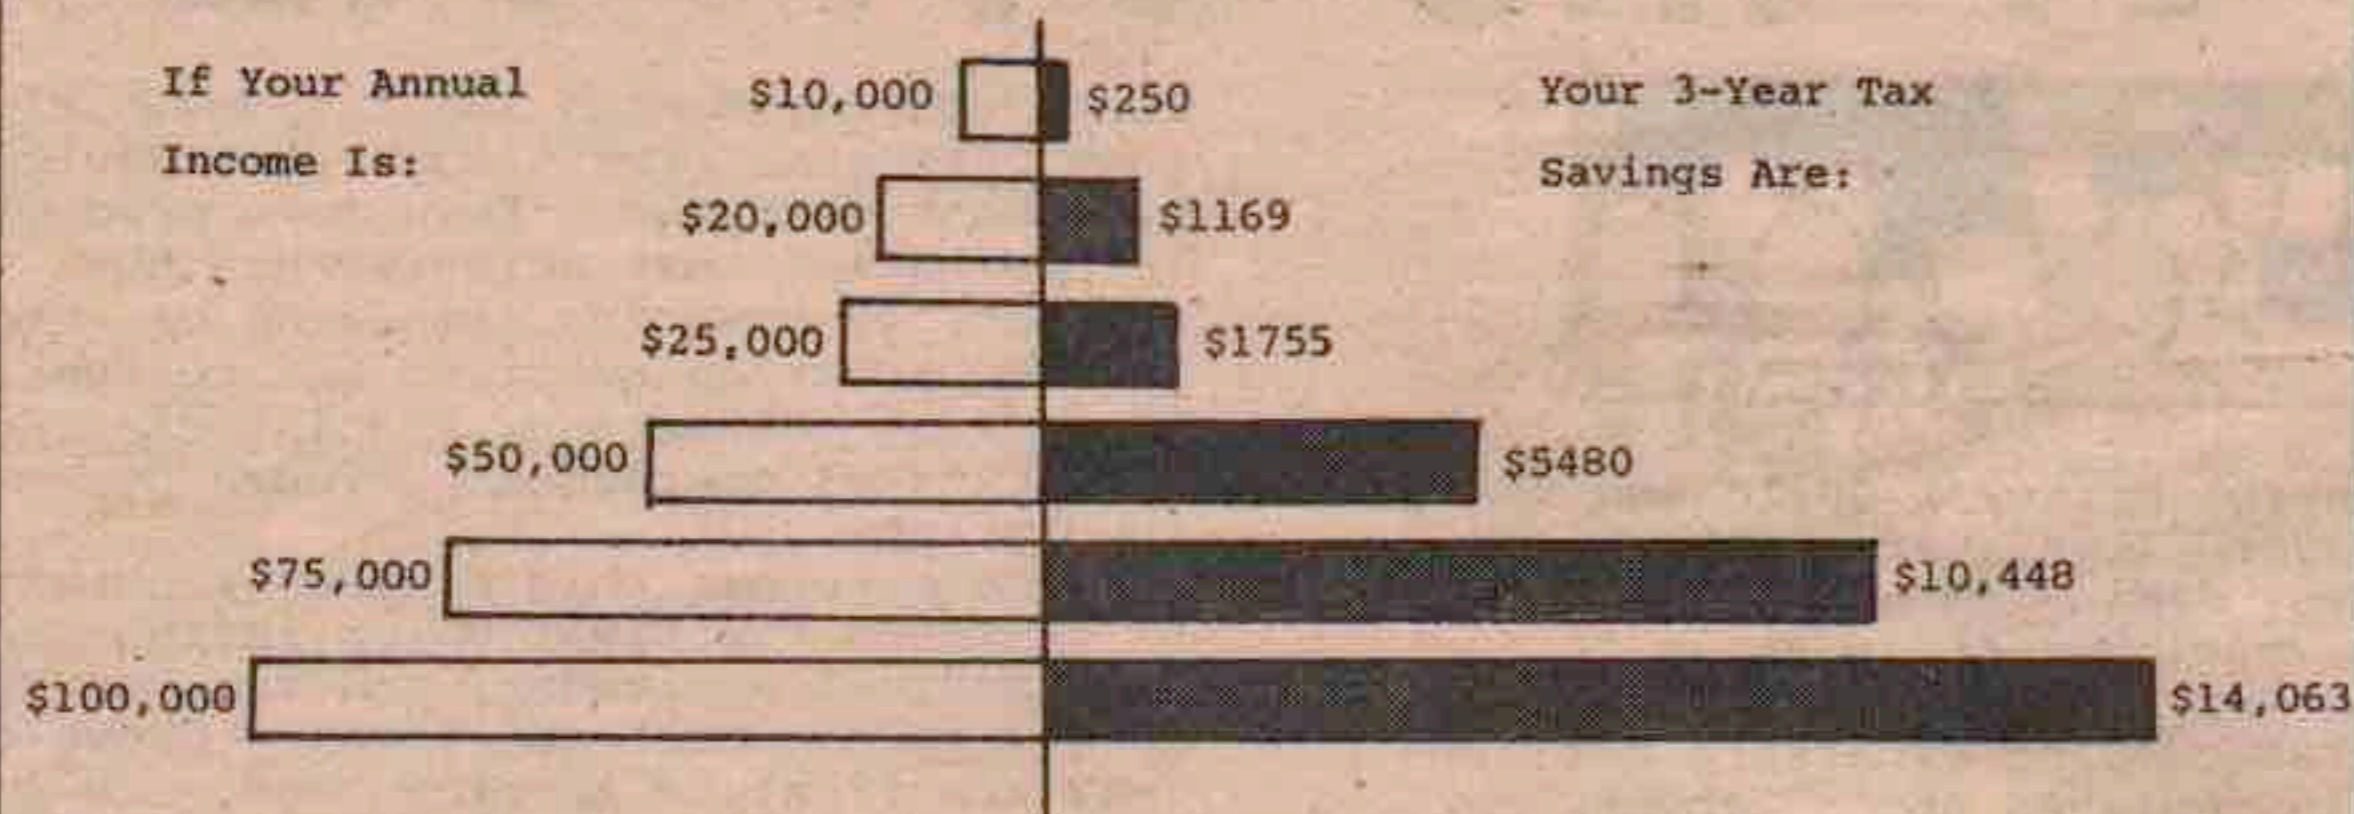 If Your Annual
Income Is:
Your 3-Year Tax
Savings Are:
$10,000 $250
$20,000 $1169
$25,000 $1755
$50,000 $5480
$75,000 $10,448
$100,000 $14,063